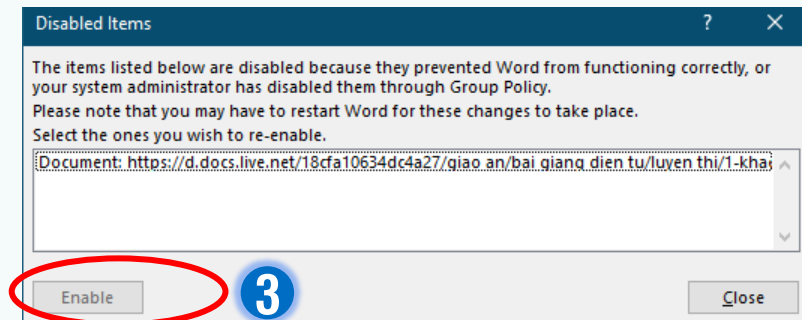 Disabled Items ? ×
The items listed below are disabled because they prevented Word from functioning correctly, or
your system administrator has disabled them through Group Policy.
Please note that you may have to restart Word for these changes to take place.
Select the ones you wish to re-enable.
Document: https://d.docs.live.net/18cfa10634dc4a27/giao an/bai giang dien tu/luyen thi/1-khac
Enable
3
Close